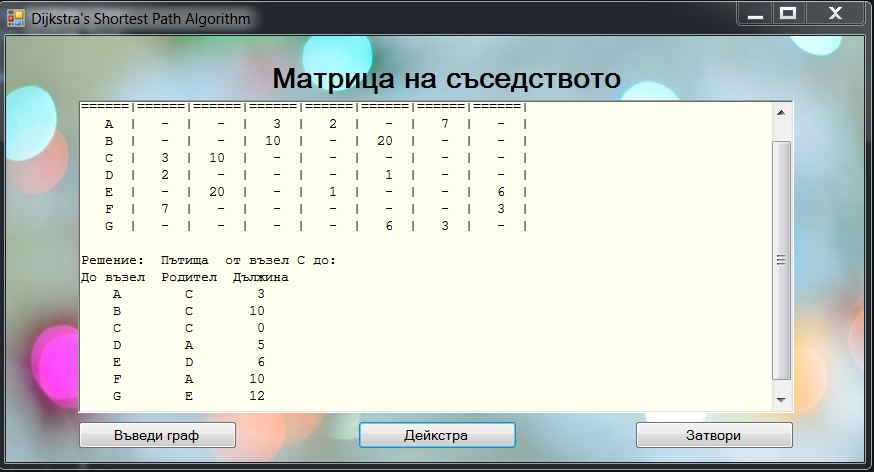 Dijkstra's Shortest Path Algorithm
Матрица на съседството
======|======|======|======|======|======|======|======|
A | - | - | 3 | 2 | - | 7 | - |
B | - | - | 10 | - | 20 | - | - |
C | 3 | 10 | - | - | - | - | - |
D | 2 | - | - | - | 1 | - | - |
E | - | 20 | - | 1 | - | - | 6 |
F | 7 | - | - | - | - | - | 3 |
G | - | - | - | - | 6 | 3 | - |
Решение: Пътища от възел C до:
До възел Родител Дължина
A C 3
B C 10
C C 0
D A 5
E D 6
F A 10
G E 12
Въведи граф Дейкстра Затвори